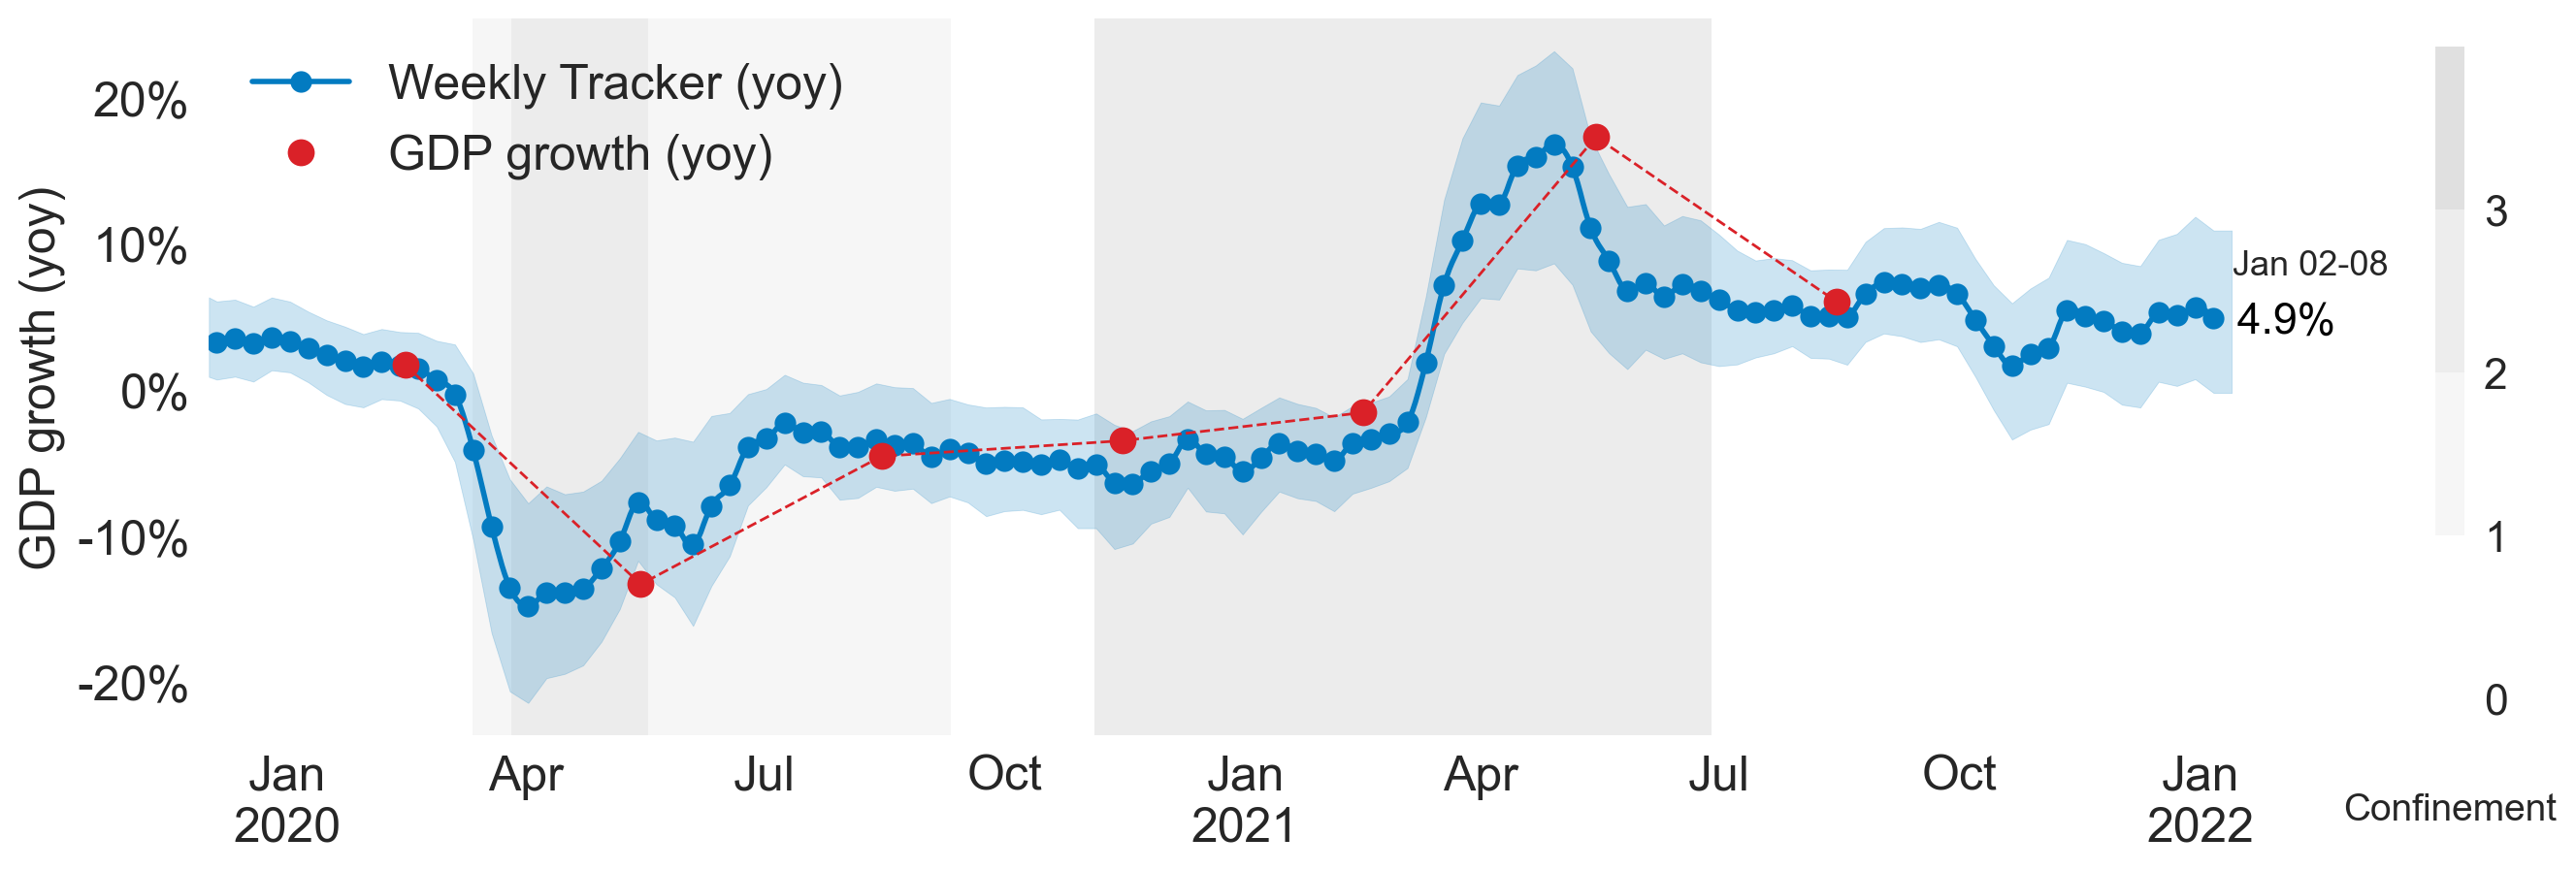 Weekly Tracker (yoy)
GDP growth (yoy)
GDP growth (yoy)
20%
10%
0%
-10%
-20%
Jan 02-08
4.9%
3
2
1
0
Confinement
Jan Apr Jul Oct Jan Apr Jul Oct Jan
2020 2021 2022